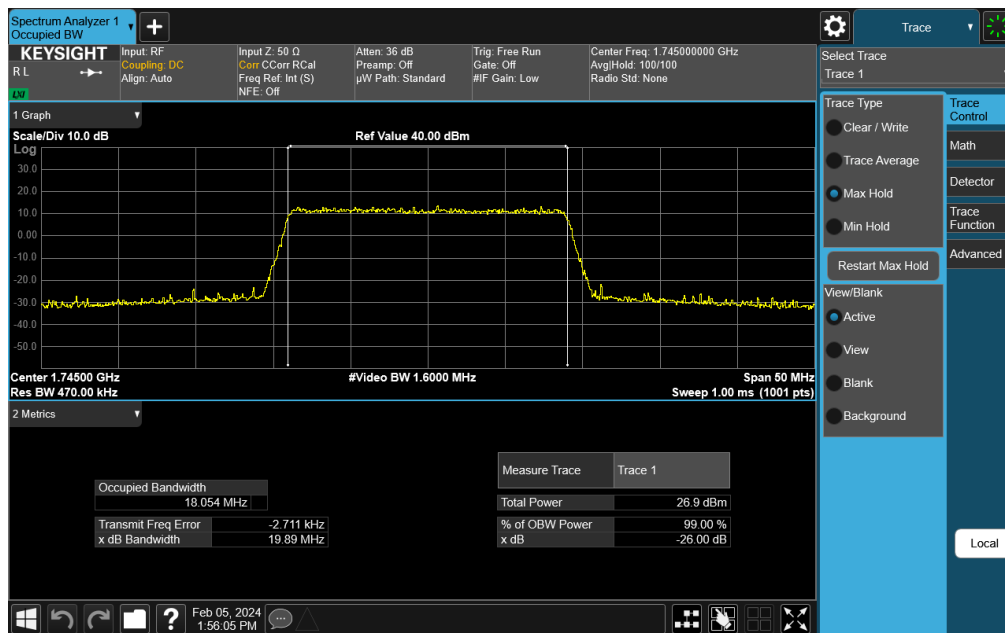 Spectrum Analyzer 1
Occupied BW
KEYSIGHT
R L
LXI
Input: RF
Coupling: DC
Align: Auto
Input Z: 50 Ω
Corr CCorr RCal
Freq Ref: Int (S)
NFE: Off
Atten: 36 dB
Preamp: Off
µW Path: Standard
Trig: Free Run
Gate: Off
#IF Gain: Low
Center Freq: 1.745000000 GHz
Avg|Hold: 100/100
Radio Std: None
1 Graph
Scale/Div 10.0 dB
Ref Value 40.00 dBm
Log
30.0
20.0
10.0
0.00
-10.0
-20.0
-30.0
-40.0
-50.0
Center 1.74500 GHz
#Video BW 1.6000 MHz
Span 50 MHz
Res BW 470.00 kHz
Sweep 1.00 ms (1001 pts)
2 Metrics
Occupied Bandwidth
18.054 MHz
Transmit Freq Error -2.711 kHz
x dB Bandwidth 19.89 MHz
Measure Trace Trace 1
Total Power 26.9 dBm
% of OBW Power 99.00 %
x dB -26.00 dB
Feb 05, 2024
1:56:05 PM
Trace
Select Trace
Trace 1
Trace Type
Clear / Write
Trace Average
Max Hold
Min Hold
Restart Max Hold
View/Blank
Active
View
Blank
Background
Trace
Control
Math
Detector
Trace
Function
Advanced
Local